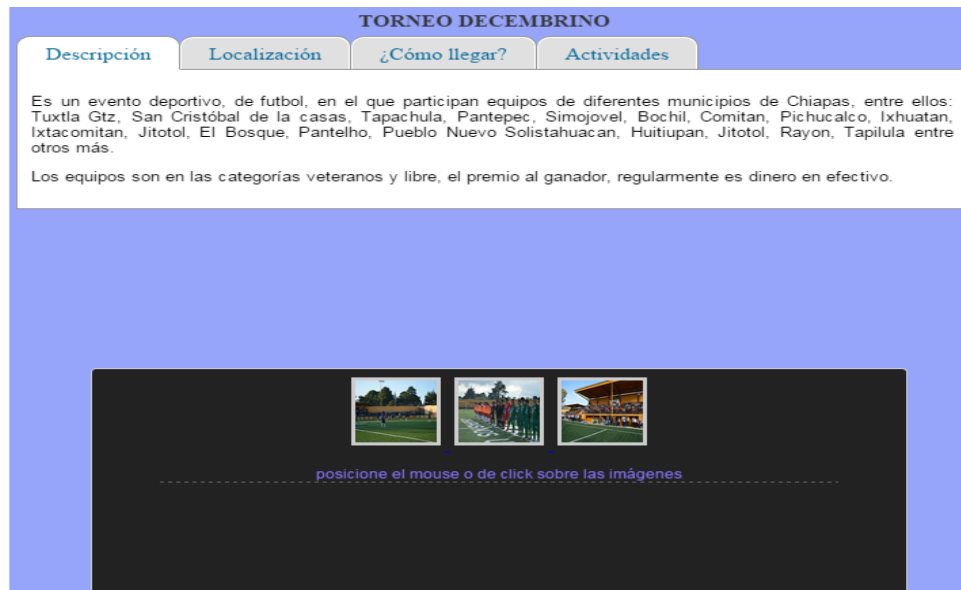 TORNEO DECEMBRINO
Descripción Localización ¿Cómo llegar? Actividades
Es un evento deportivo, de futbol, en el que participan equipos de diferentes municipios de Chiapas, entre ellos:
Tuxtla Gtz, San Cristóbal de la casas, Tapachula, Pantepec, Simojovel, Bochil, Comitan, Pichucalco, Ixhuatan,
Ixtacomitan, Jitotol, El Bosque, Pantelho, Pueblo Nuevo Solistahuacan, Huitiupan, Jitotol, Rayon, Tapilula entre
otros más.
Los equipos son en las categorías veteranos y libre, el premio al ganador, regularmente es dinero en efectivo.
posicione el mouse o de click sobre las imágenes